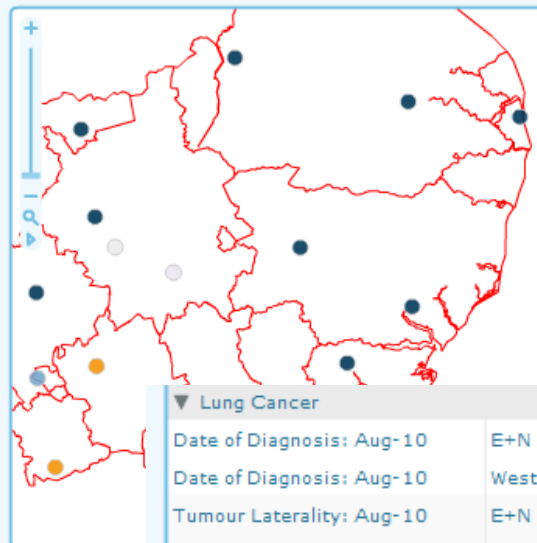 ▼ Lung Cancer
Date of Diagnosis: Aug-10 E+N
Date of Diagnosis: Aug-10 West
Tumour Laterality: Aug-10 E+N